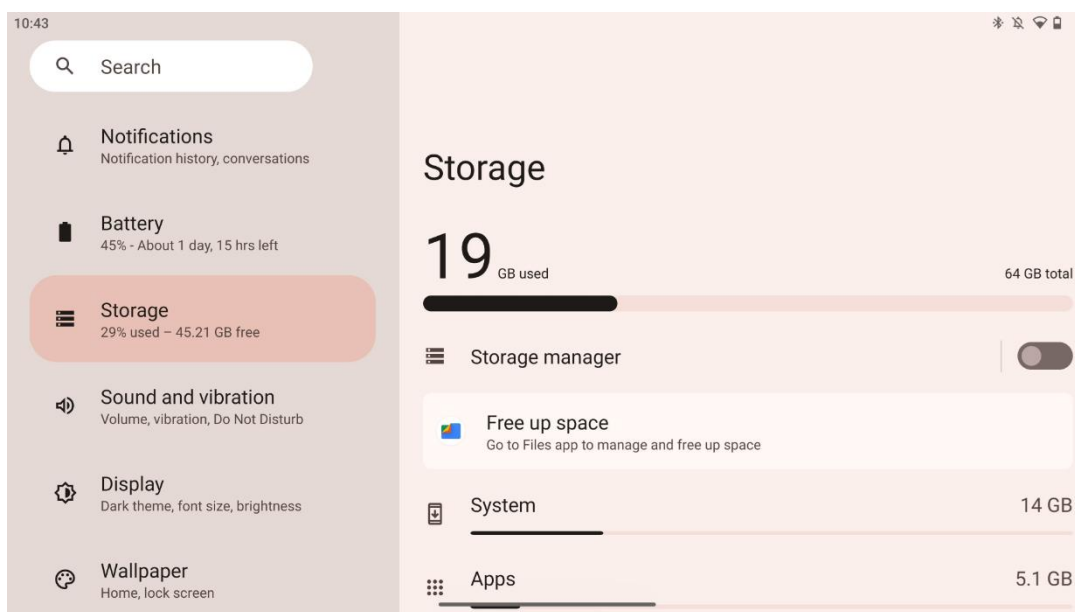 10:43
Search
Notifications
Notification history, conversations
Battery
45% - About 1 day, 15 hrs left
Storage
29% used – 45.21 GB free
Sound and vibration
Volume, vibration, Do Not Disturb
Display
Dark theme, font size, brightness
Wallpaper
Home, lock screen
Storage
19 GB used
64 GB total
Storage manager
Free up space
Go to Files app to manage and free up space
System
14 GB
Apps
5.1 GB